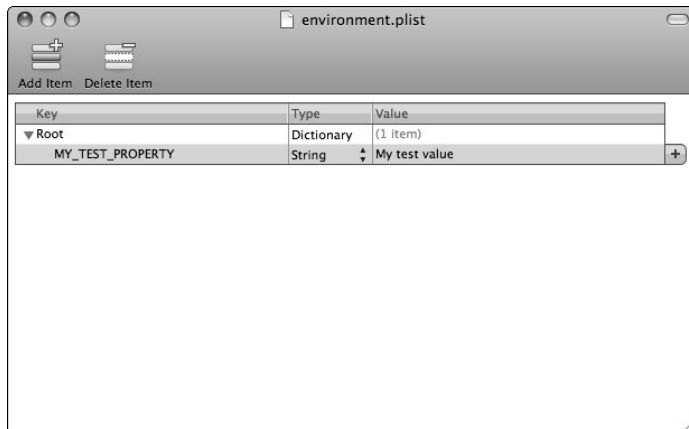 environment.plist
Add Item Delete Item
Key Type Value
Root Dictionary (1 item)
MY_TEST_PROPERTY String My test value